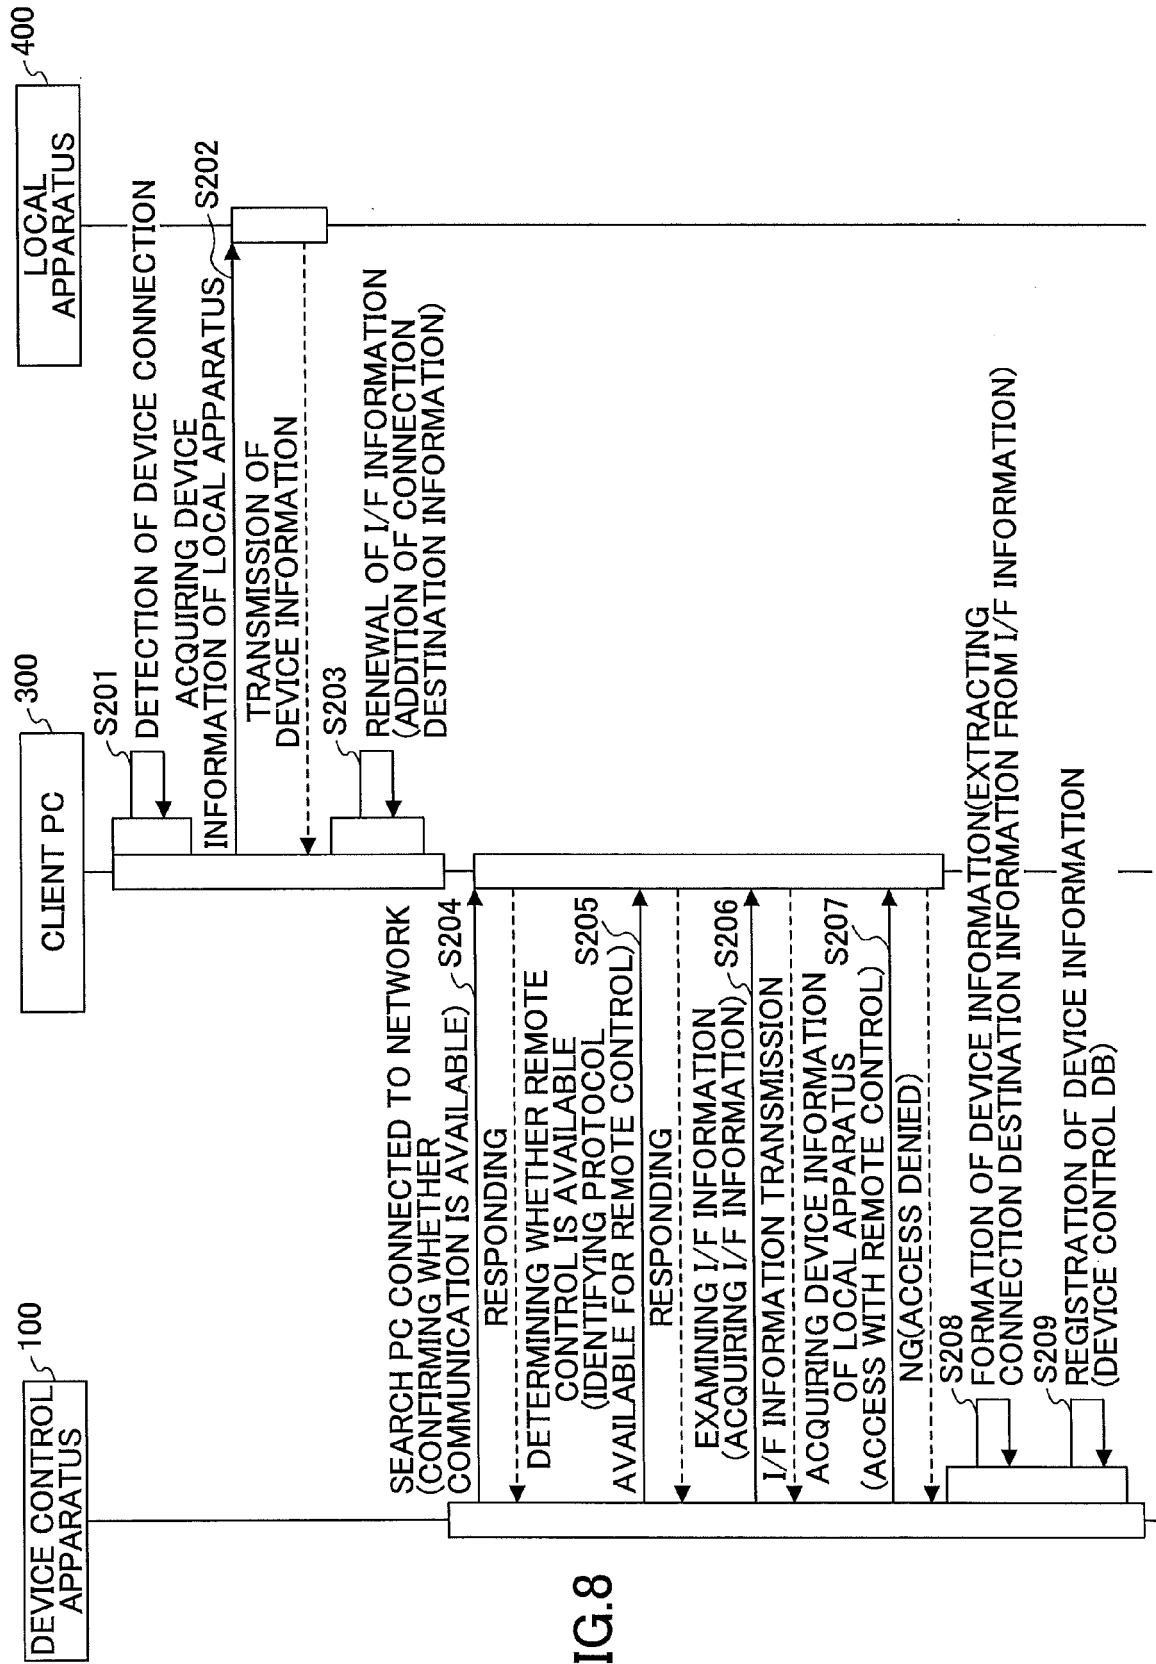 DEVICE CONTROL
APPARATUS
100
CLIENT PC
300
LOCAL
APPARATUS
400
S201
DETECTION OF DEVICE CONNECTION
ACQUIRING DEVICE
INFORMATION OF LOCAL APPARATUS
S202
TRANSMISSION OF
DEVICE INFORMATION
S203
RENEWAL OF I/F INFORMATION
(ADDITION OF CONNECTION
DESTINATION INFORMATION)
SEARCH PC CONNECTED TO NETWORK
(CONFIRMING WHETHER
COMMUNICATION IS AVAILABLE)
S204
RESPONDING
DETERMINING WHETHER REMOTE
CONTROL IS AVAILABLE
(IDENTIFYING PROTOCOL
AVAILABLE FOR REMOTE CONTROL)
S205
RESPONDING
EXAMINING I/F INFORMATION
(ACQUIRING I/F INFORMATION)
S206
I/F INFORMATION TRANSMISSION
ACQUIRING DEVICE INFORMATION
OF LOCAL APPARATUS
(ACCESS WITH REMOTE CONTROL)
S207
NG(ACCESS DENIED)
S208
FORMATION OF DEVICE INFORMATION(EXTRACTING
CONNECTION DESTINATION INFORMATION FROM I/F INFORMATION)
S209
REGISTRATION OF DEVICE INFORMATION
(DEVICE CONTROL DB)
IG.8